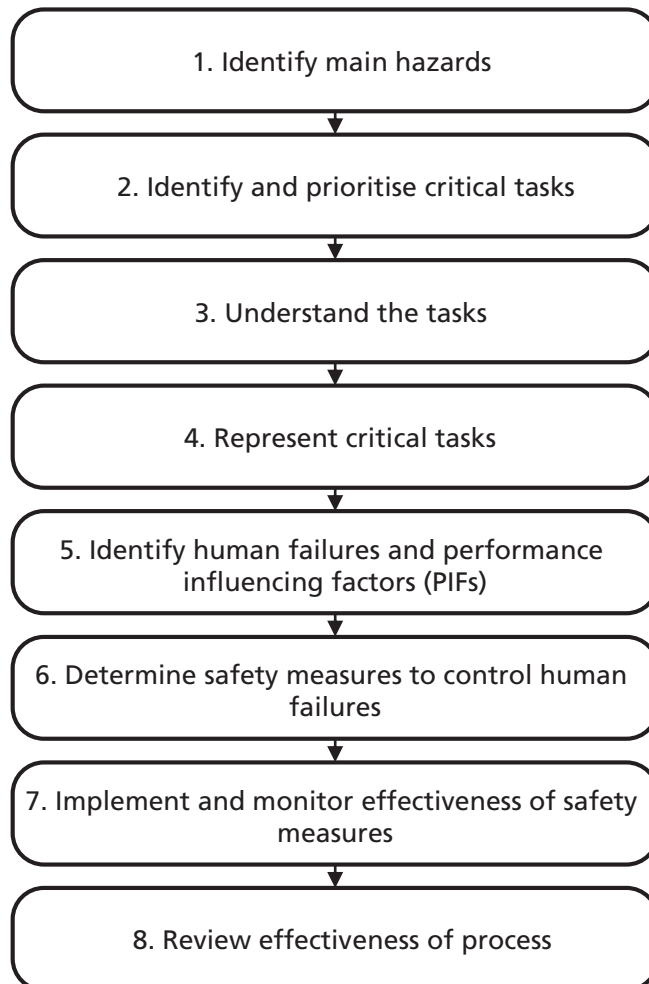 1. Identify main hazards
2. Identify and prioritise critical tasks
3. Understand the tasks
4. Represent critical tasks
5. Identify human failures and performance
influencing factors (PIFs)
6. Determine safety measures to control human
failures
7. Implement and monitor effectiveness of safety
measures
8. Review effectiveness of process